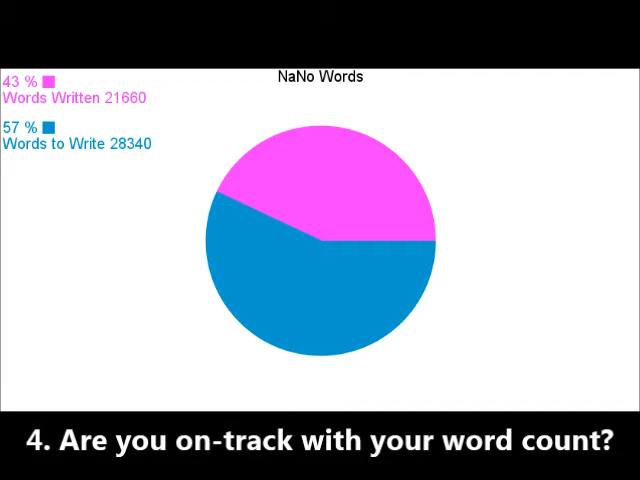 NaNo Words
43 %
Words Written 21660
57 %
Words to Write 28340
4. Are you on-track with your word count?